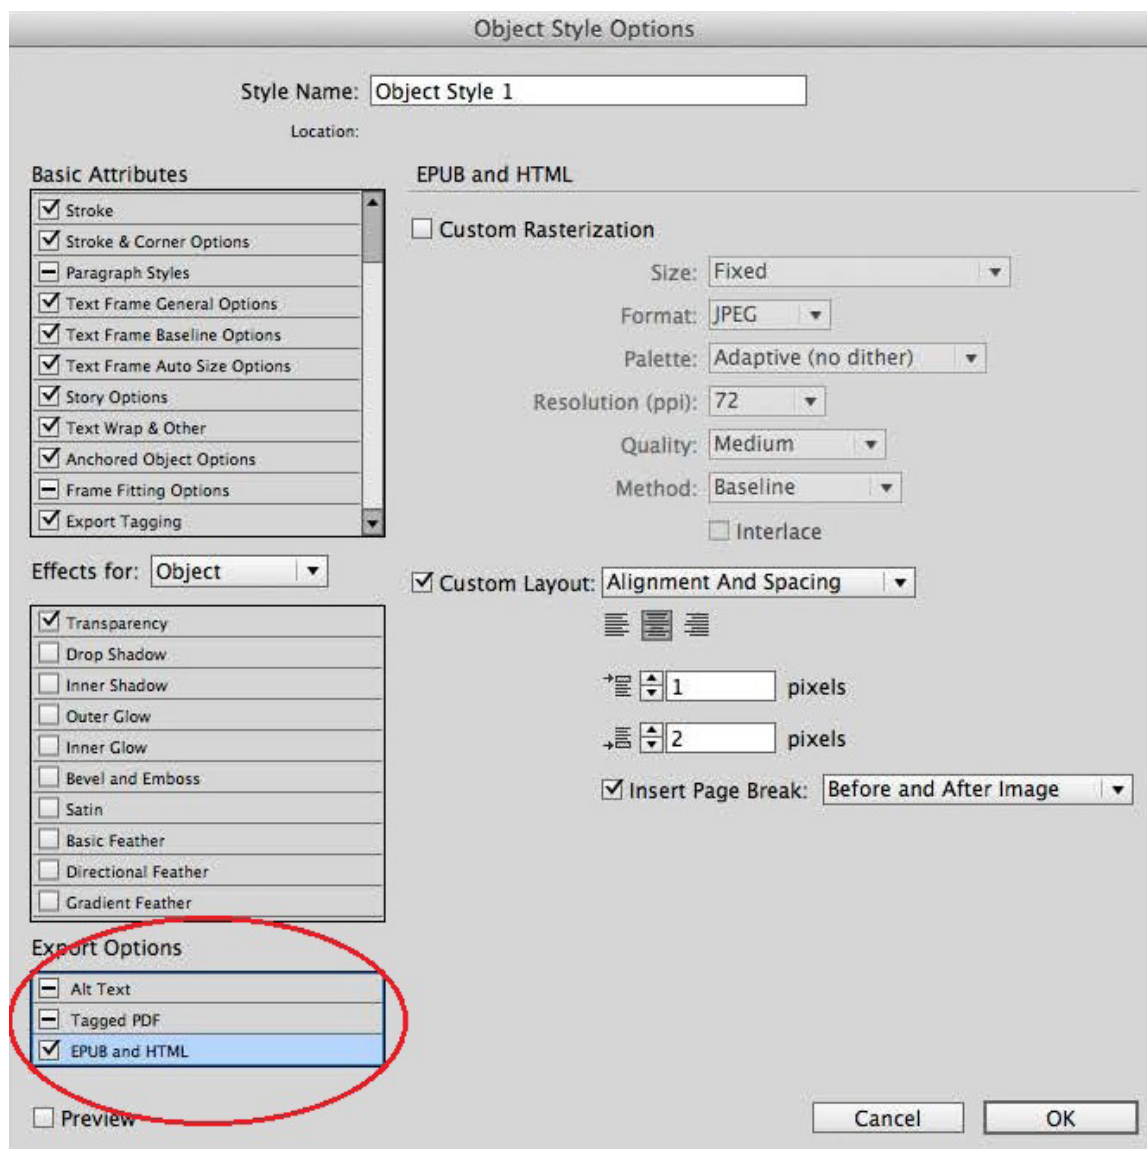 Object Style Options
Style Name: Object Style 1
Location:
Basic Attributes
Stroke
Stroke & Corner Options
Paragraph Styles
Text Frame General Options
Text Frame Baseline Options
Text Frame Auto Size Options
Story Options
Text Wrap & Other
Anchored Object Options
Frame Fitting Options
Export Tagging
Effects for: Object
Transparency
Drop Shadow
Inner Shadow
Outer Glow
Inner Glow
Bevel and Emboss
Satin
Basic Feather
Directional Feather
Gradient Feather
Export Options
Alt Text
Tagged PDF
EPUB and HTML
Preview
EPUB and HTML
Custom Rasterization
Size: Fixed
Format: JPEG
Palette: Adaptive (no dither)
Resolution (ppi): 72
Quality: Medium
Method: Baseline
Interlace
Custom Layout: Alignment And Spacing
1 pixels
2 pixels
Insert Page Break: Before and After Image
Cancel OK